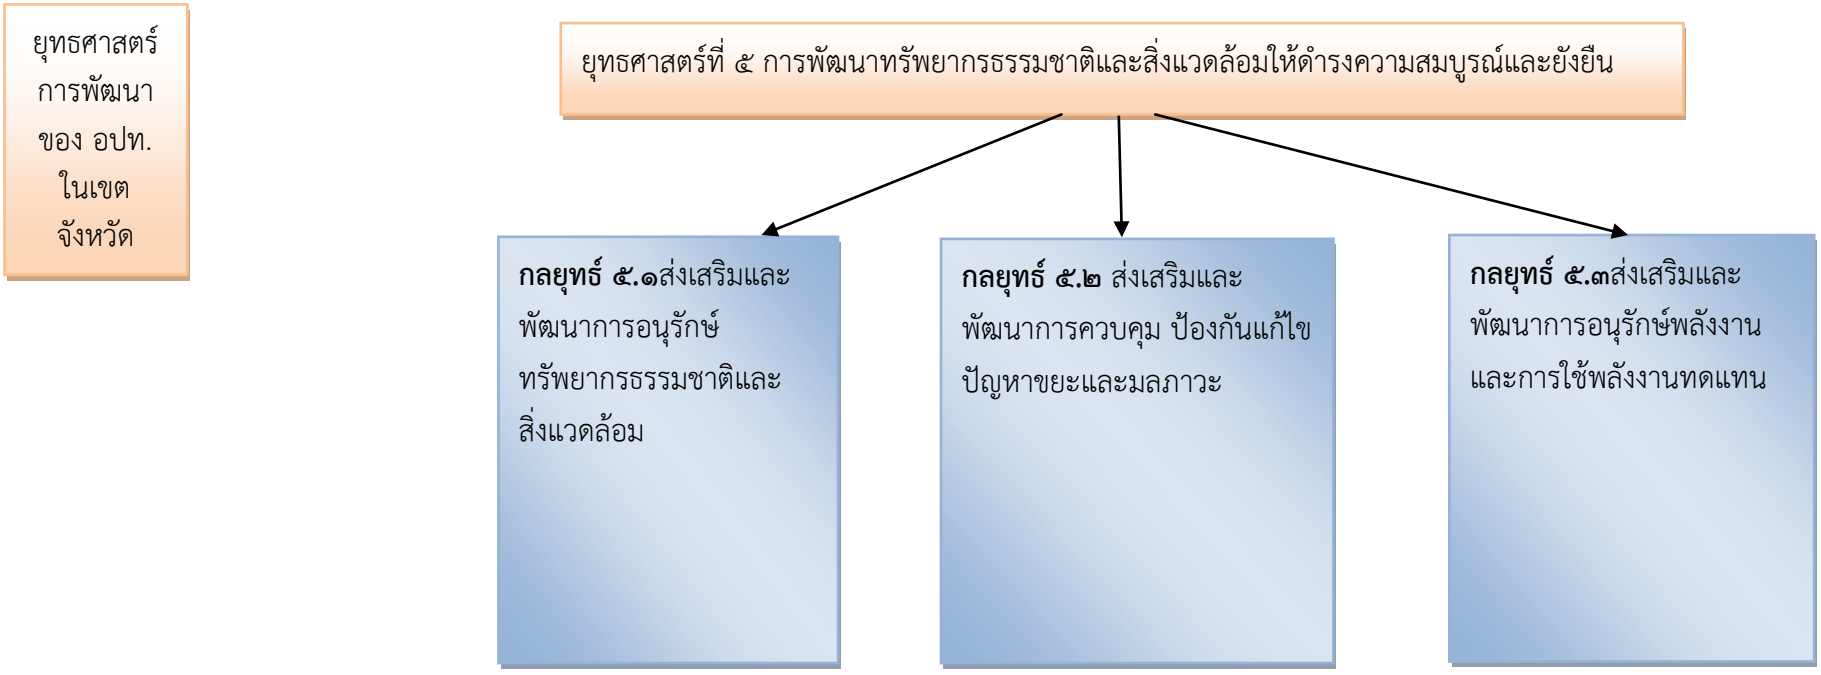 ยุทธศาสตร์
การพัฒนา
ของ อปท.
ในเขต
จังหวัด
ยุทธศาสตร์ที่ ๕ การพัฒนาทรัพยากรธรรมชาติและสิ่งแวดล้อมให้ดำรงความสมบูรณ์และยังยืน
กลยุทธ์ ๕.๑ส่งเสริมและ
พัฒนาการอนุรักษ์
ทรัพยากรธรรมชาติและ
สิ่งแวดล้อม
กลยุทธ์ ๕.๒ ส่งเสริมและ
พัฒนาการควบคุม ป้องกันแก้ไข
ปัญหาขยะและมลภาวะ
กลยุทธ์ ๕.๓ส่งเสริมและ
พัฒนาการอนุรักษ์พลังงาน
และการใช้พลังงานทดแทน